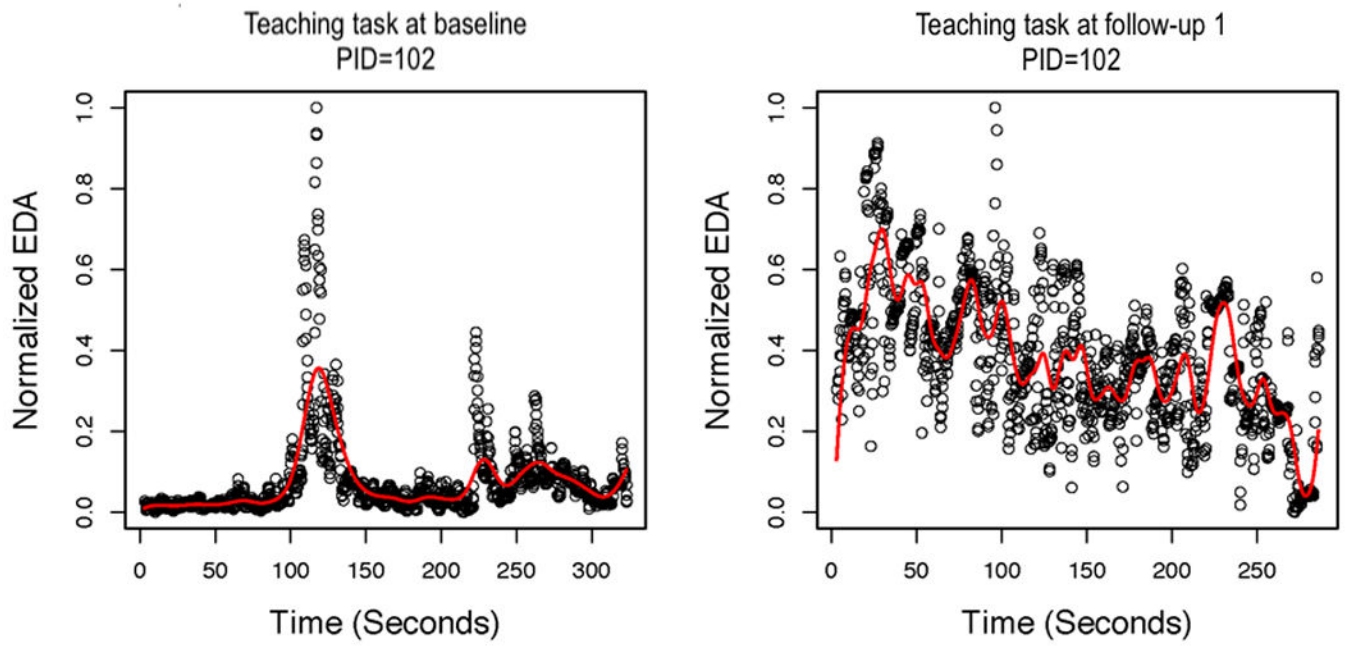 Teaching task at baseline
PID=102
Normalized EDA
1.0
0.8
0.6
0.4
0.2
0.0
0 50 100 150 200 250 300
Time (Seconds)
Teaching task at follow-up 1
PID=102
Normalized EDA
1.0
0.8
0.6
0.4
0.2
0.0
0 50 100 150 200 250
Time (Seconds)